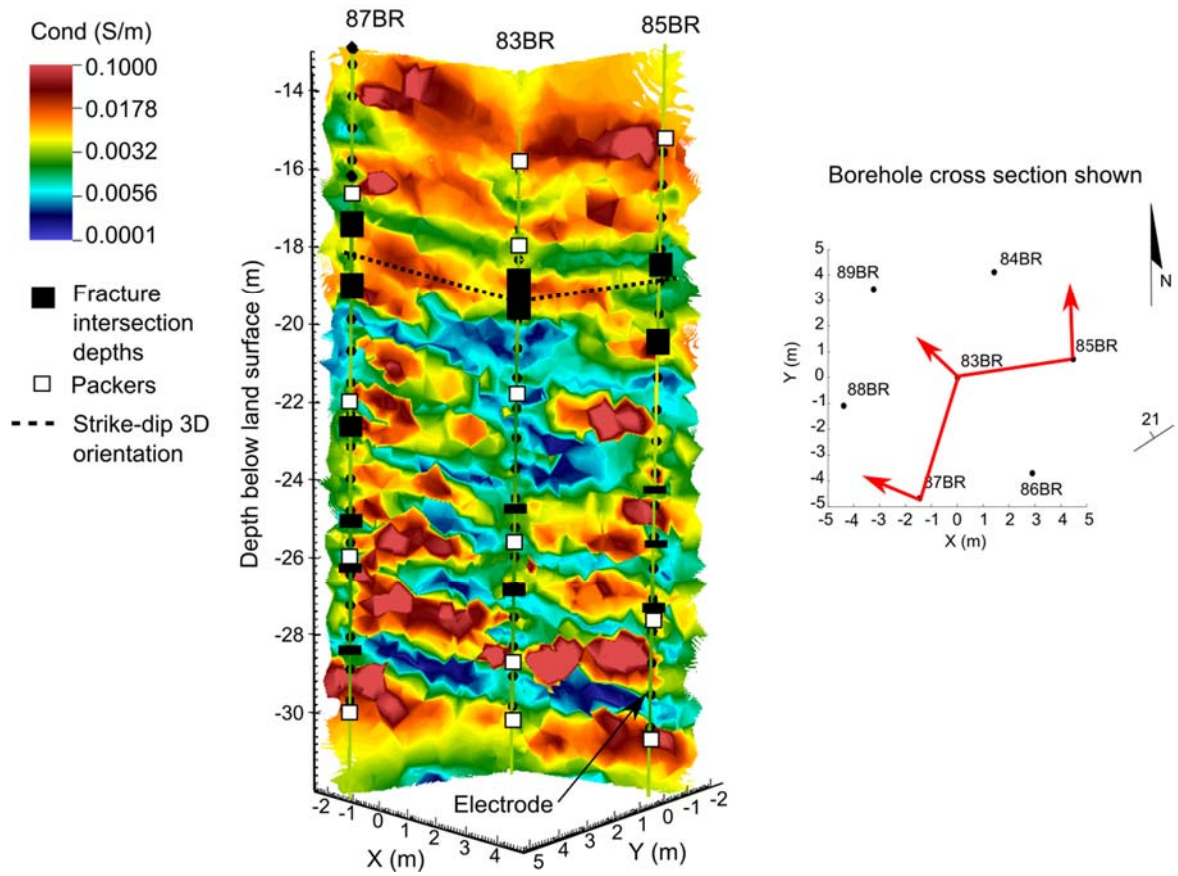 Cond (S/m)
0.1000
0.0178
0.0032
0.0056
0.0001
Fracture
intersection
depths
Packers
Strike-dip 3D
orientation
87BR
83BR
85BR
Depth below land surface (m)
-14
-16
-18
-20
-22
-24
-26
-28
-30
Electrode
-2 -1 0 1 2 3 4
X (m)
5 4 3 2 1 0 -1 -2
Y (m)
Borehole cross section shown
N
5
4
3
2
1
0
-1
-2
-3
-4
-5
Y (m)
89BR
84BR
83BR
85BR
88BR
87BR
86BR
21
-5 -4 -3 -2 -1 0 1 2 3 4 5
X (m)